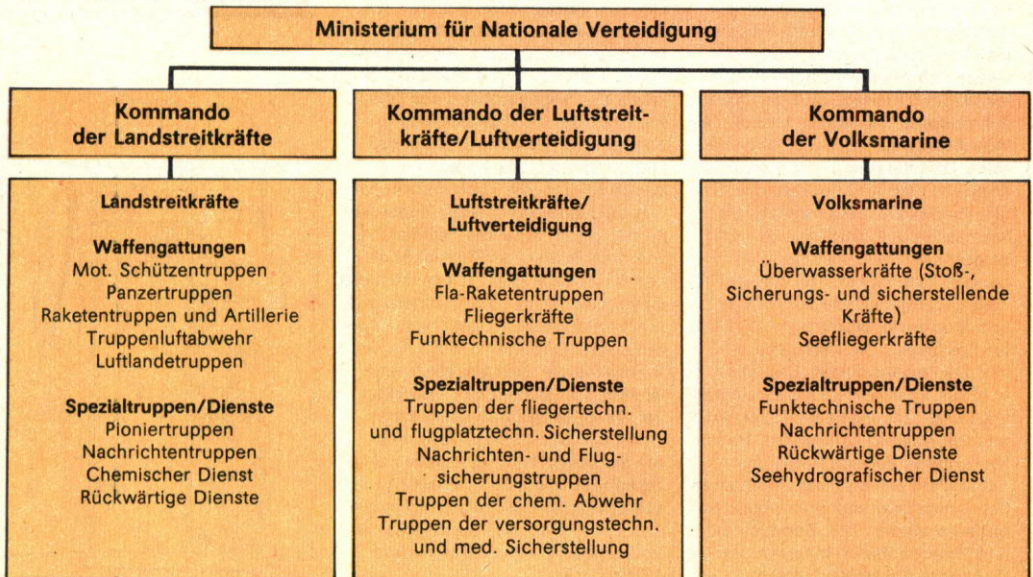 Ministerium für Nationale Verteidigung
Kommando
der Landstreitkräfte
Landstreitkräfte
Waffengattungen
Mot. Schützentruppen
Panzertruppen
Raketentruppen und Artillerie
Truppenluftabwehr
Luftlandetruppen
Spezialtruppen/Dienste
Pioniertruppen
Nachrichtentruppen
Chemischer Dienst
Rückwärtige Dienste
Kommando der Luftstreit-
kräfte/Luftverteidigung
Luftstreitkräfte/
Luftverteidigung
Waffengattungen
Fla-Raketentruppen
Fliegerkräfte
Funktechnische Truppen
Spezialtruppen/Dienste
Truppen der fliegertechn.
und flugplatztechn. Sicherstellung
Nachrichten- und Flug-
sicherungstruppen
Truppen der chem. Abwehr
Truppen der versorgungstechn.
und med. Sicherstellung
Kommando
der Volksmarine
Volksmarine
Waffengattungen
Überwasserkräfte (Stoß-,
Sicherungs- und sicherstellende
Kräfte)
Seefliegerkräfte
Spezialtruppen/Dienste
Funktechnische Truppen
Nachrichtentruppen
Rückwärtige Dienste
Seehydrografischer Dienst